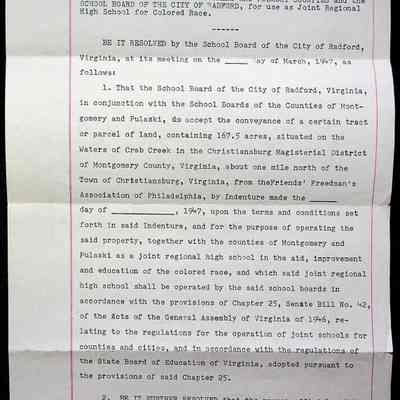 SCHOOL BOARD OF THE CITY OF RADFORD, for use as Joint Regional
High School for Colored Race.
------
BE IT RESOLVED by the School Board of the City of Radford,
Virginia, at its meeting on the ____ day of March, 1947, as
follows:
1. That the School Board of the City of Radford, Virginia,
in conjunction with the School Boards of the Counties of Mont-
gomery and Pulaski, do accept the conveyance of a certain tract
or parcel of land, containing 167.5 acres, situated on the
Waters of Crab Creek in the Christiansburg Magisterial District
of Montgomery County, Virginia, about one mile north of the
Town of Christiansburg, Virginia, from theFriends' Freedman's
Association of Philadelphia, by Indenture made the _____
day of ____________, 1947, upon the terms and conditions set
forth in said Indenture, and for the purpose of operating the
said property, together with the counties of Montgomery and
Pulaski as a joint regional high school in the aid, improvement
and education of the colored race, and which said joint regional
high school shall be operated by the said school boards in
accordance with the provisions of Chapter 25, Senate Bill No. 42,
of the Acts of the General Assembly of Virginia of 1946, re-
lating to the regulations for the operation of joint schools for
counties and cities, and in accordance with the regulations of
the State Board of Education of Virginia, adopted pursuant to
the provisions of said Chapter 25.
2. BE IT FURTHER RESOLVED that the